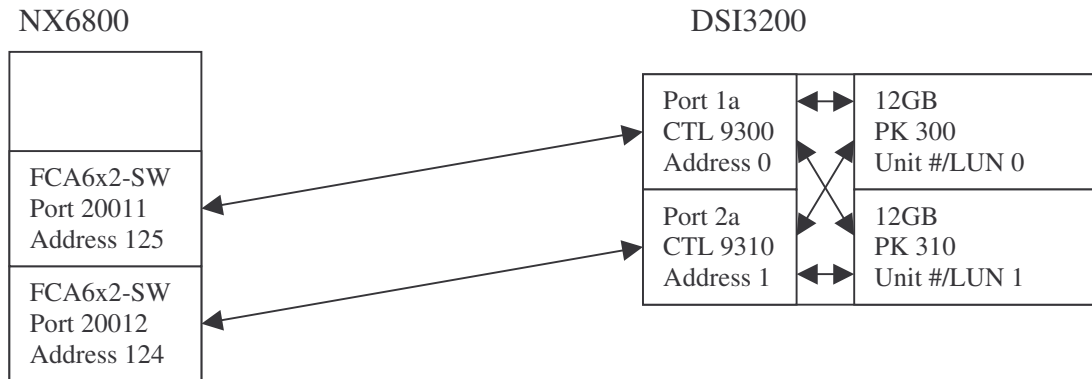 NX6800
DSI3200
FCA6x2-SW
Port 20011
Address 125
FCA6x2-SW
Port 20012
Address 124
Port 1a
CTL 9300
Address 0
Port 2a
CTL 9310
Address 1
12GB
PK 300
Unit #/LUN 0
12GB
PK 310
Unit #/LUN 1